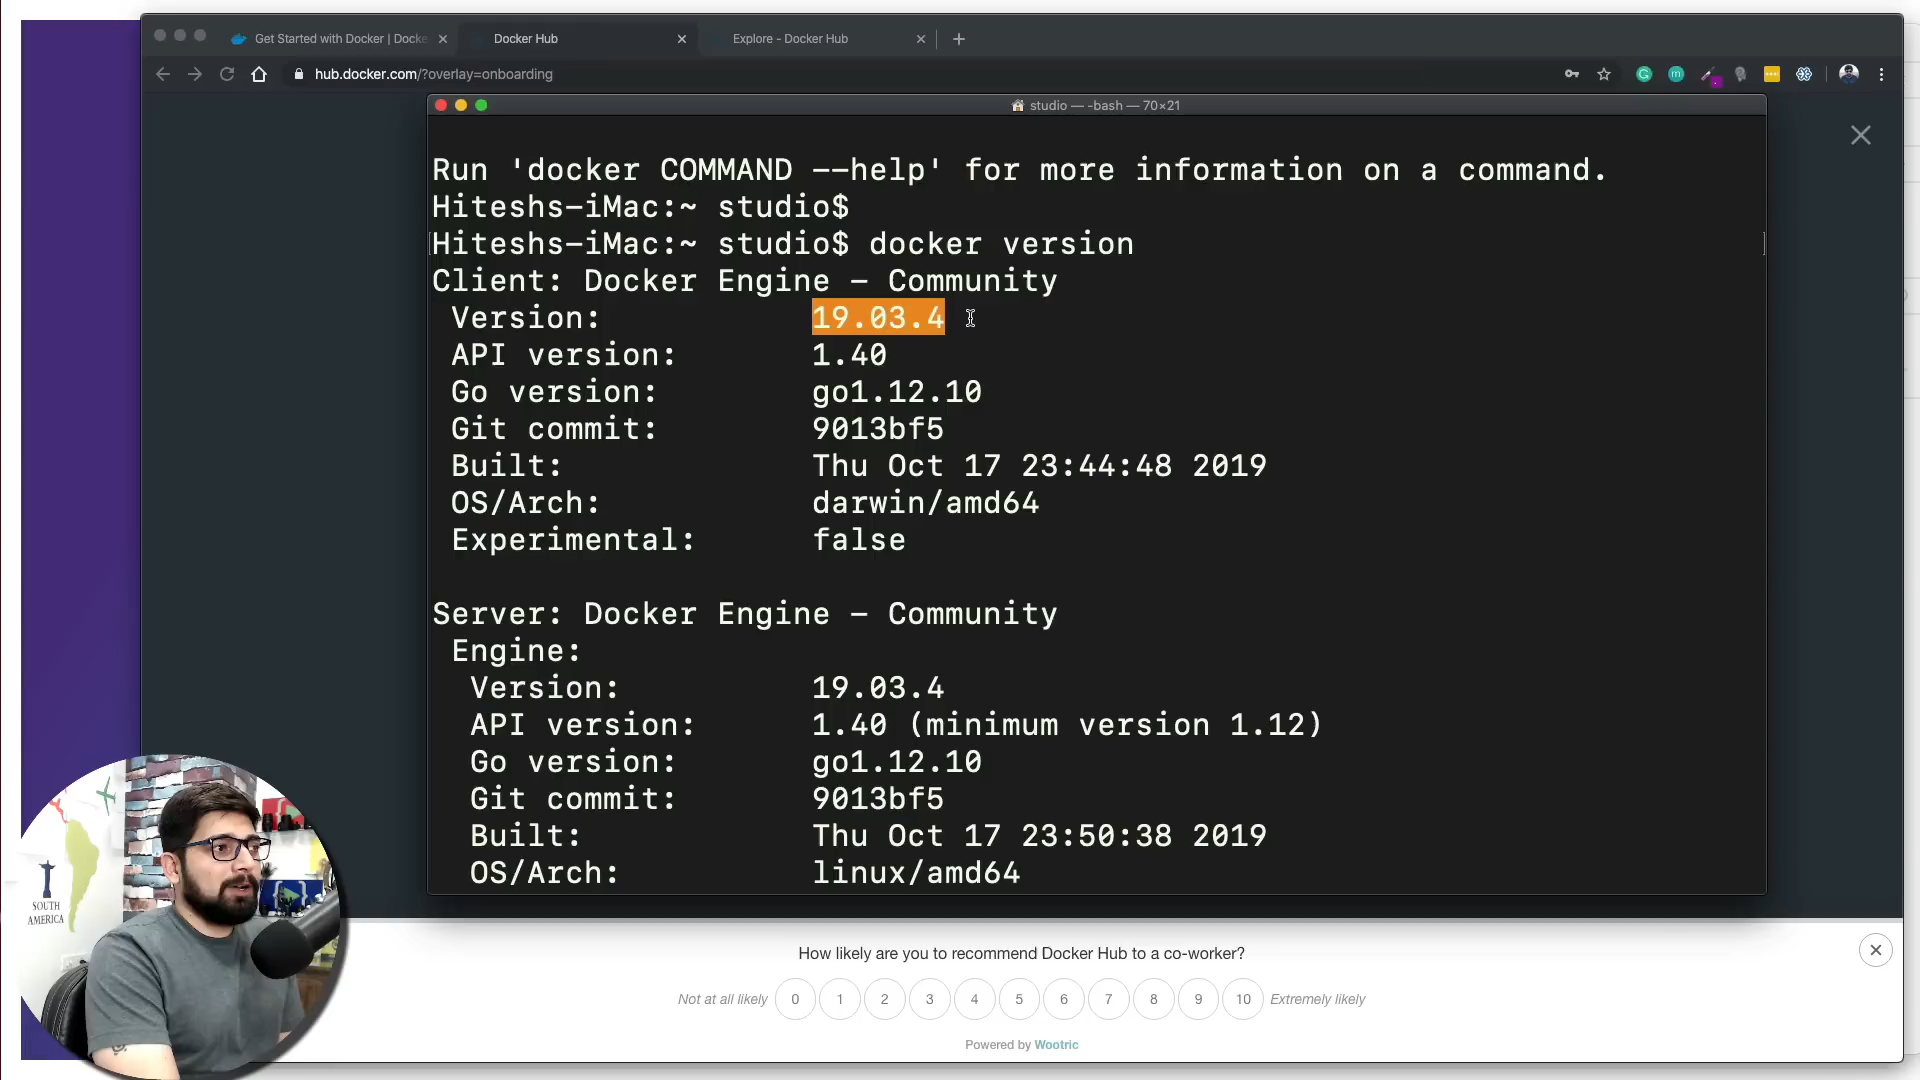 Get Started with Docker | Docke
Docker Hub
Explore - Docker Hub
hub.docker.com/?overlay=onboarding
studio — -bash — 70×21
Run 'docker COMMAND --help' for more information on a command.
Hiteshs-iMac:~ studio$
Hiteshs-iMac:~ studio$ docker version
Client: Docker Engine - Community
Version: 19.03.4
API version: 1.40
Go version: go1.12.10
Git commit: 9013bf5
Built: Thu Oct 17 23:44:48 2019
OS/Arch: darwin/amd64
Experimental: false
Server: Docker Engine - Community
Engine:
Version: 19.03.4
API version: 1.40 (minimum version 1.12)
Go version: go1.12.10
Git commit: 9013bf5
Built: Thu Oct 17 23:50:38 2019
OS/Arch: linux/amd64
SOUTH
AMERICA
How likely are you to recommend Docker Hub to a co-worker?
Not at all likely 0 1 2 3 4 5 6 7 8 9 10 Extremely likely
Powered by Wootric